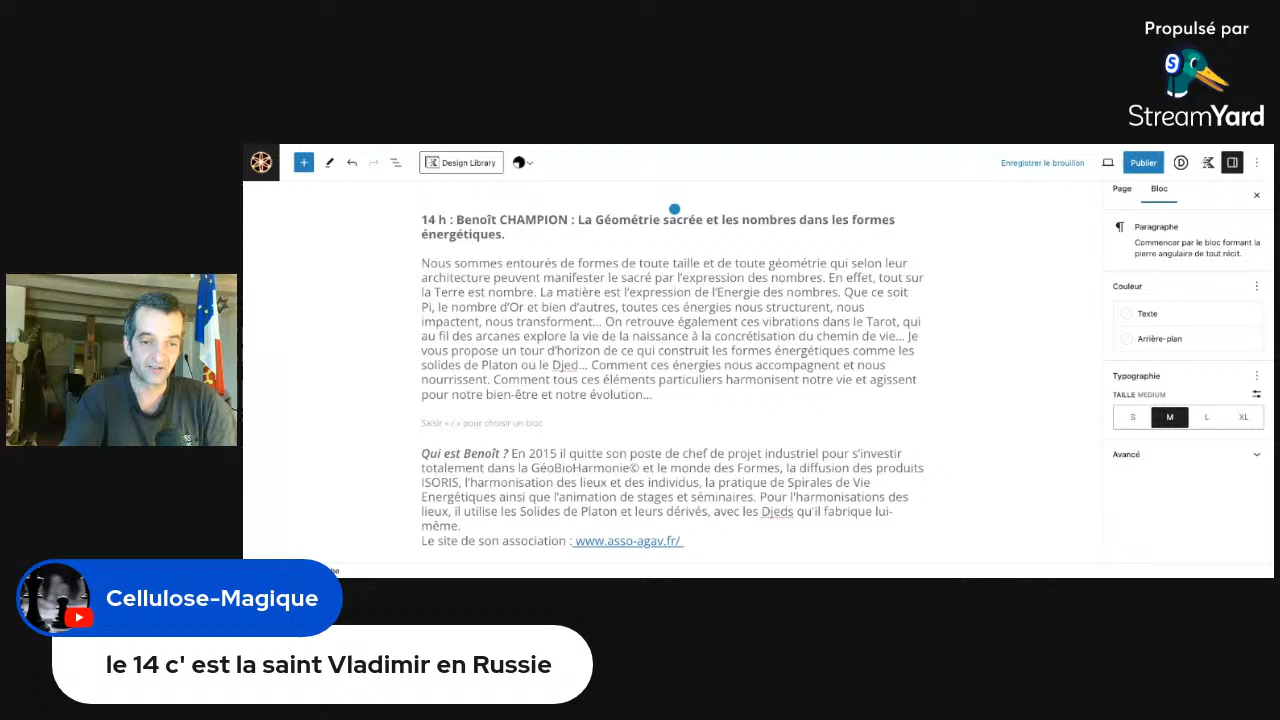 Propulsé par
StreamYard
Design Library
Enregistrer le brouillon
Publier
14 h : Benoît CHAMPION : La Géométrie sacrée et les nombres dans les formes
énergétiques.
Nous sommes entourés de formes de toute taille et de toute géométrie qui selon leur
architecture peuvent manifester le sacré par l'expression des nombres. En effet, tout sur
la Terre est nombre. La matière est l'expression de l'Energie des nombres. Que ce soit
Pi, le nombre d'Or et bien d'autres, toutes ces énergies nous structurent, nous
impactent, nous transforment... On retrouve également ces vibrations dans le Tarot, qui
au fil des arcanes explore la vie de la naissance à la concrétisation du chemin de vie... Je
vous propose un tour d'horizon de ce qui construit les formes énergétiques comme les
solides de Platon ou le Djed... Comment ces énergies nous accompagnent et nous
nourrissent. Comment tous ces éléments particuliers harmonisent notre vie et agissent
pour notre bien-être et notre évolution...
Saisir « / » pour choisir un bloc
Qui est Benoît ? En 2015 il quitte son poste de chef de projet industriel pour s'investir
totalement dans la GéoBioHarmonie© et le monde des Formes, la diffusion des produits
ISORIS, l'harmonisation des lieux et des individus, la pratique de Spirales de Vie
Energétiques ainsi que l'animation de stages et séminaires. Pour l'harmonisations des
lieux, il utilise les Solides de Platon et leurs dérivés, avec les Djeds qu'il fabrique lui-
même.
Le site de son association : www.asso-agav.fr/
Page
Bloc
Paragraphe
Commencer par le bloc formant la
pierre angulaire de tout récit.
Couleur
Texte
Arrière-plan
Typographie
TAILLE MEDIUM
S M L XL
Avancé
Cellulose-Magique
le 14 c' est la saint Vladimir en Russie